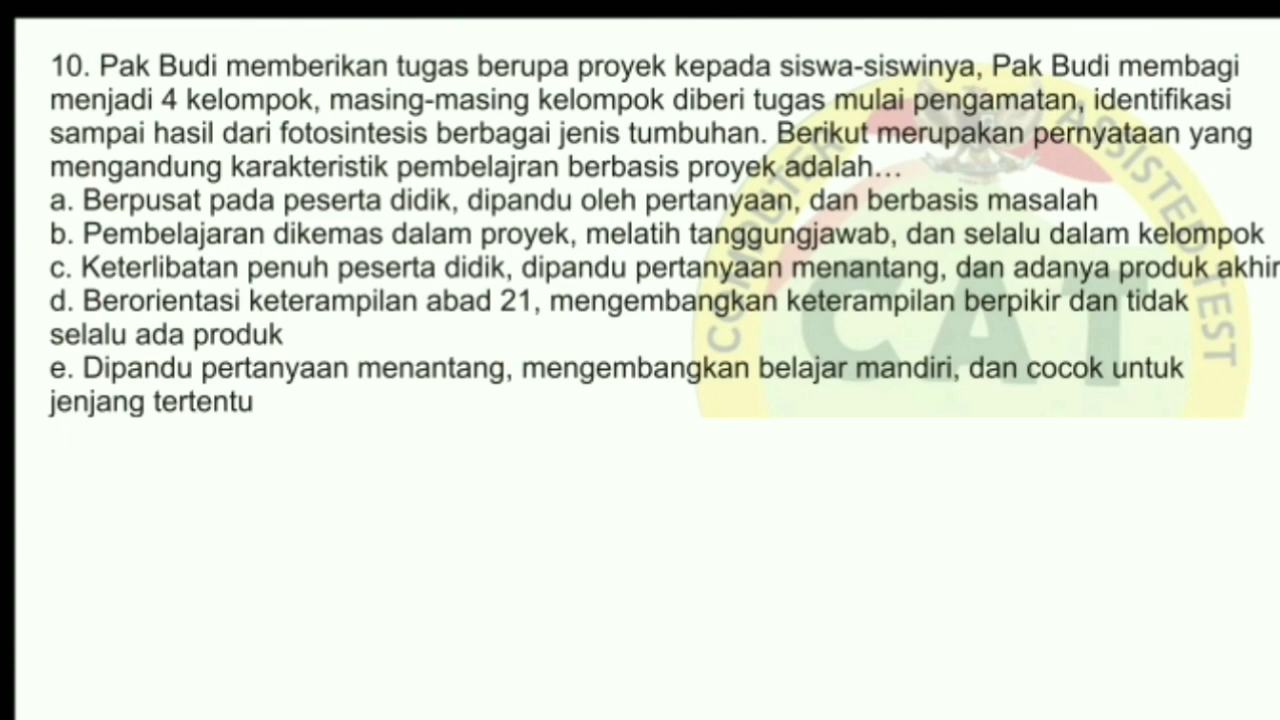 10. Pak Budi memberikan tugas berupa proyek kepada siswa-siswinya, Pak Budi membagi
menjadi 4 kelompok, masing-masing kelompok diberi tugas mulai pengamatan, identifikasi
sampai hasil dari fotosintesis berbagai jenis tumbuhan. Berikut merupakan pernyataan yang
mengandung karakteristik pembelajran berbasis proyek adalah...
a. Berpusat pada peserta didik, dipandu oleh pertanyaan, dan berbasis masalah
b. Pembelajaran dikemas dalam proyek, melatih tanggungjawab, dan selalu dalam kelompok
c. Keterlibatan penuh peserta didik, dipandu pertanyaan menantang, dan adanya produk akhir
d. Berorientasi keterampilan abad 21, mengembangkan keterampilan berpikir dan tidak
selalu ada produk
e. Dipandu pertanyaan menantang, mengembangkan belajar mandiri, dan cocok untuk
jenjang tertentu
COMPUTER ASSISTED TEST
CAT